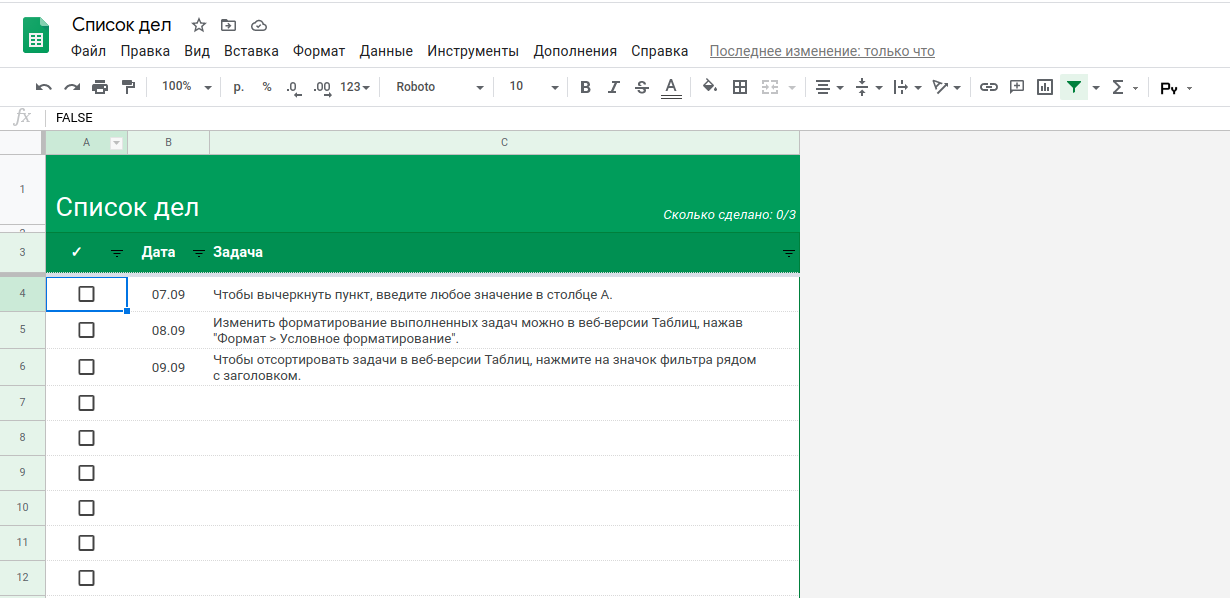 Список дел
Файл Правка Вид Вставка Формат Данные Инструменты Дополнения Справка Последнее изменение: только что
100% р. % .0 .00 123 Roboto 10 B I S A Σ Ру
fx FALSE
A B C
1
Список дел
Сколько сделано: 0/3
3 ✓ Дата Задача
4 07.09 Чтобы вычеркнуть пункт, введите любое значение в столбце А.
5 08.09 Изменить форматирование выполненных задач можно в веб-версии Таблиц, нажав
"Формат > Условное форматирование".
6 09.09 Чтобы отсортировать задачи в веб-версии Таблиц, нажмите на значок фильтра рядом
с заголовком.
7
8
9
10
11
12